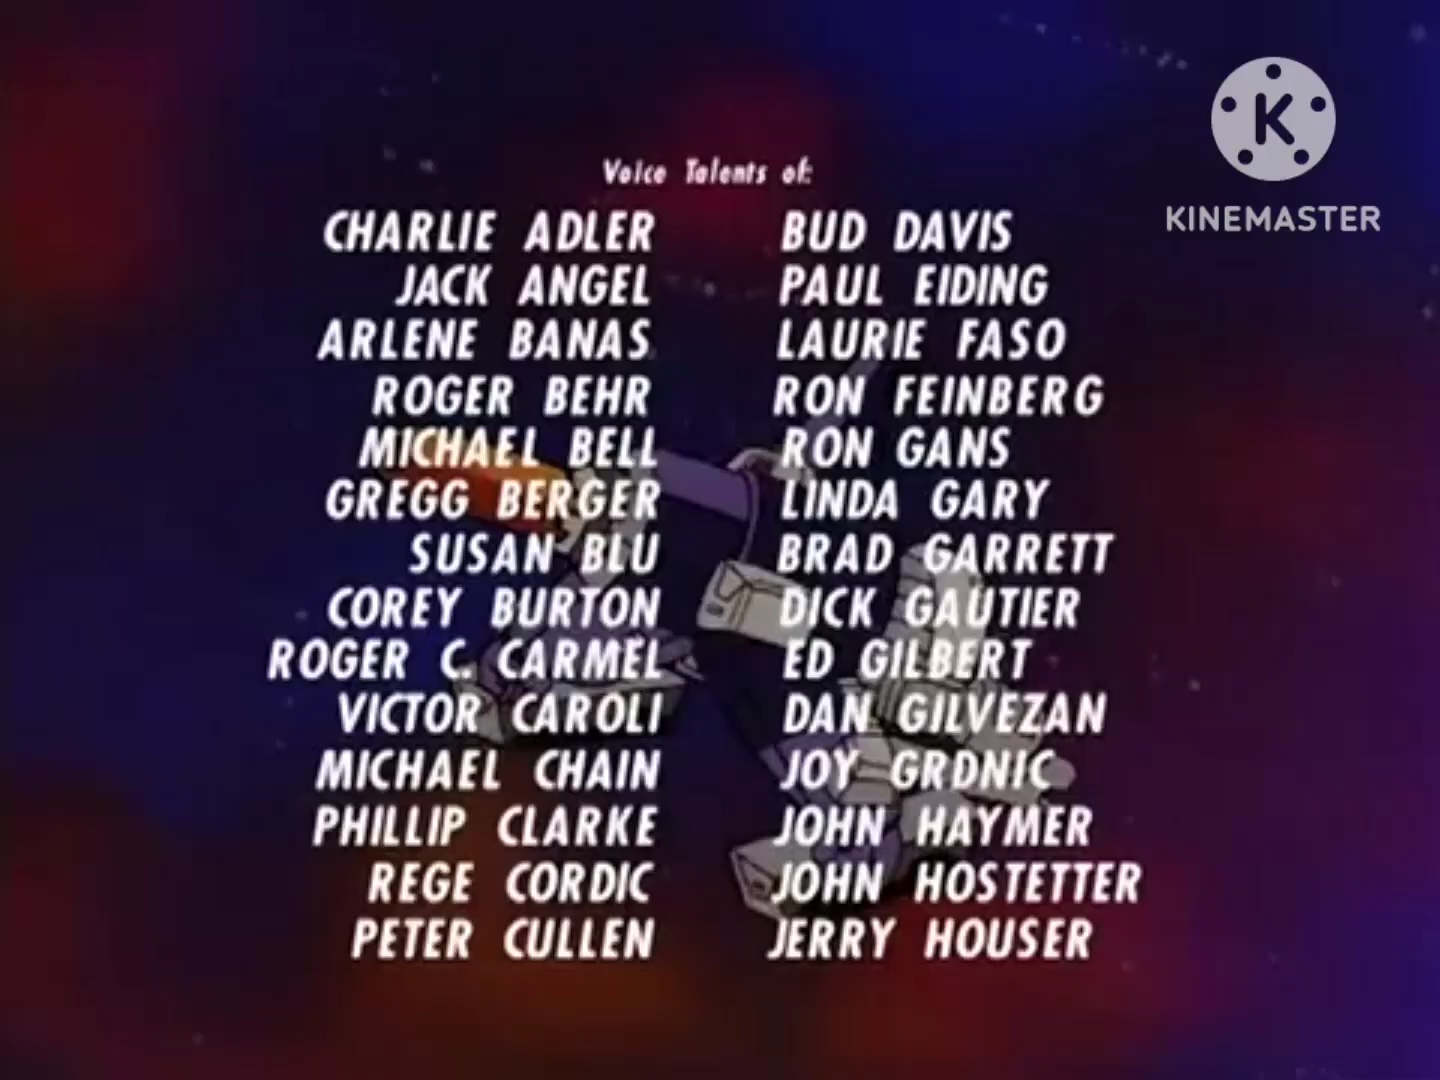 Voice Talents of:
CHARLIE ADLER BUD DAVIS
JACK ANGEL PAUL EIDING
ARLENE BANAS LAURIE FASO
ROGER BEHR RON FEINBERG
MICHAEL BELL RON GANS
GREGG BERGER LINDA GARY
SUSAN BLU BRAD GARRETT
COREY BURTON DICK GAUTIER
ROGER C. CARMEL ED GILBERT
VICTOR CAROLI DAN GILVEZAN
MICHAEL CHAIN JOY GRDNIC
PHILLIP CLARKE JOHN HAYMER
REGE CORDIC JOHN HOSTETTER
PETER CULLEN JERRY HOUSER
K
KINEMASTER